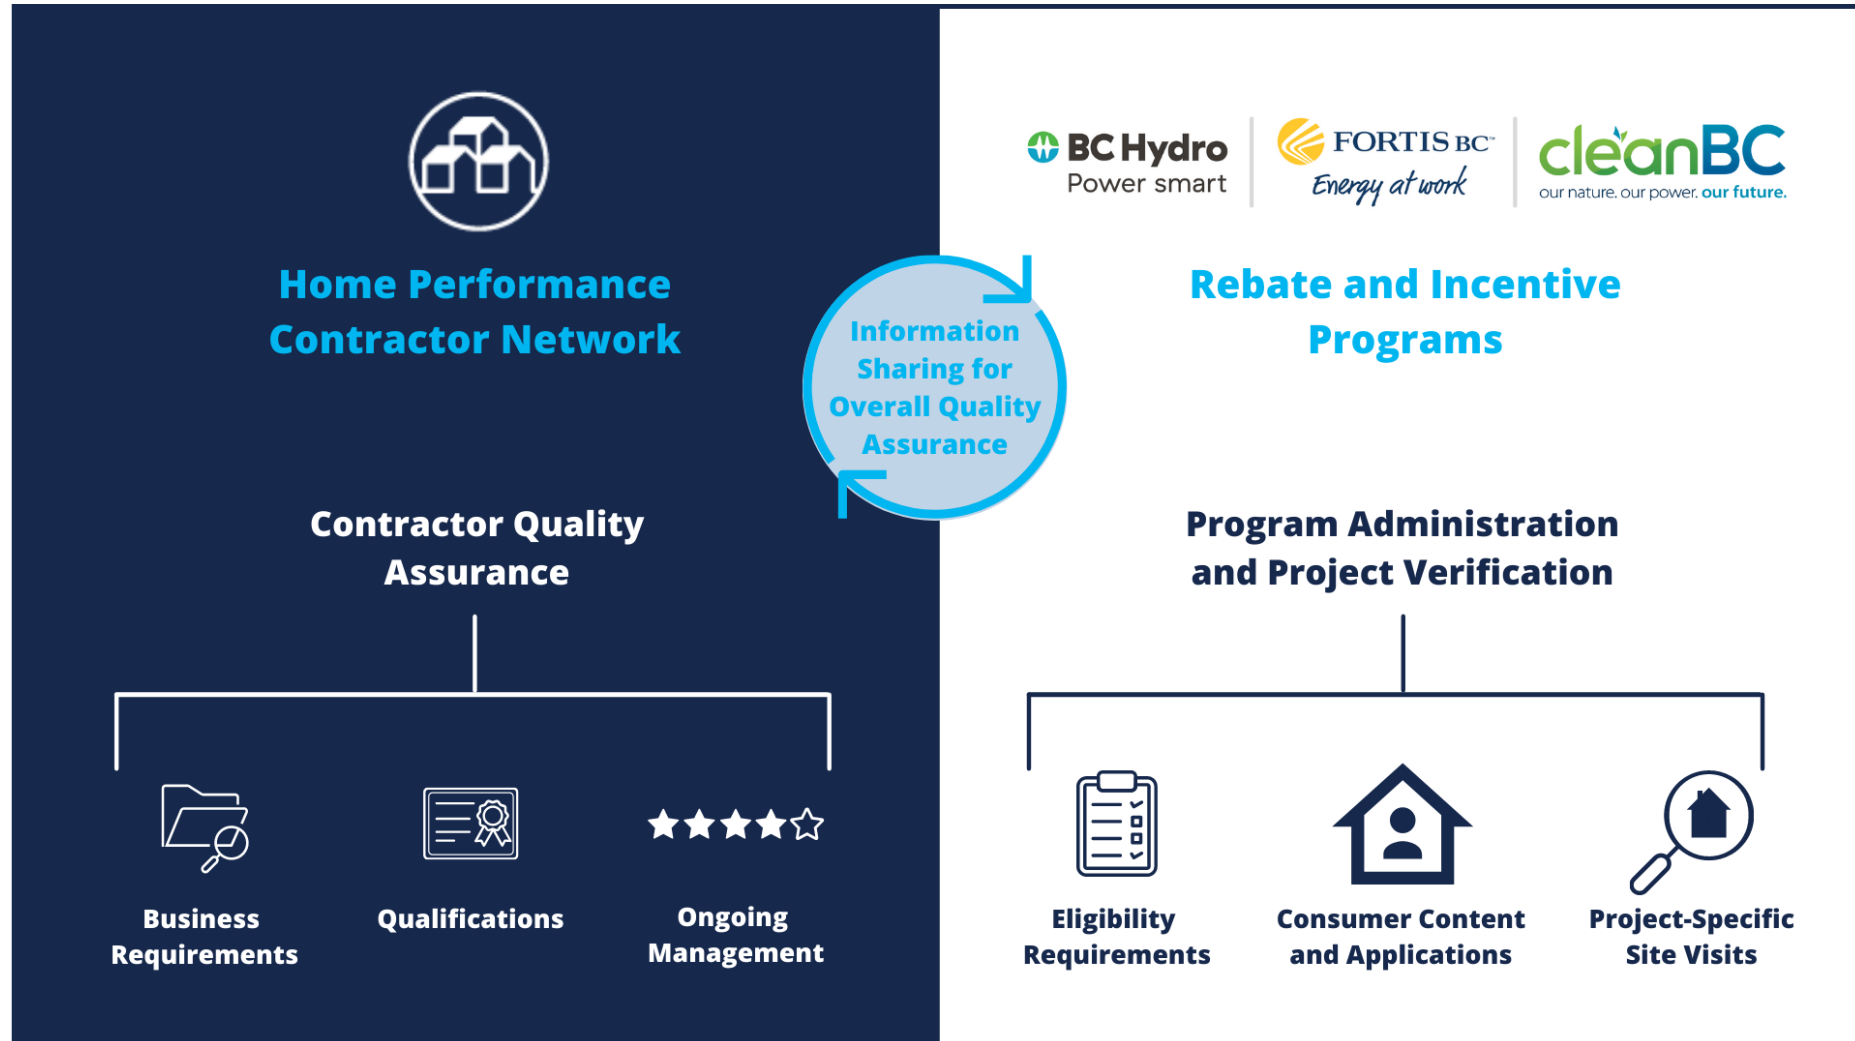 Home Performance
Contractor Network
Contractor Quality
Assurance
Business
Requirements
Qualifications
Ongoing
Management
Information
Sharing for
Overall Quality
Assurance
BC Hydro
Power smart
FORTIS BC™
Energy at work
cleanBC
our nature. our power. our future.
Rebate and Incentive
Programs
Program Administration
and Project Verification
Eligibility
Requirements
Consumer Content
and Applications
Project-Specific
Site Visits